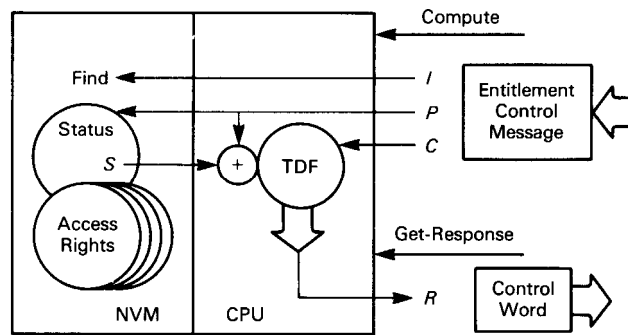 Compute
Find
I
Entitlement
Control
Message
Status
P
S
+
TDF
C
Access
Rights
Get-Response
NVM
CPU
R
Control
Word